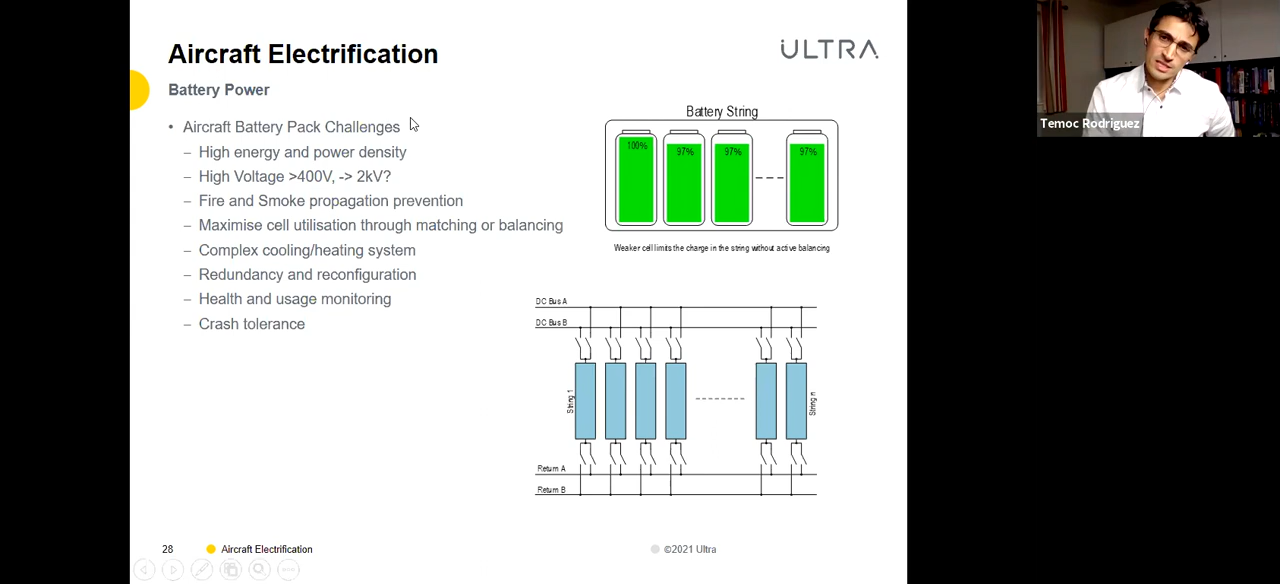 Aircraft Electrification
ULTRA
Battery Power
Temoc Rodriguez
• Aircraft Battery Pack Challenges
– High energy and power density
– High Voltage >400V, -> 2kV?
– Fire and Smoke propagation prevention
– Maximise cell utilisation through matching or balancing
– Complex cooling/heating system
– Redundancy and reconfiguration
– Health and usage monitoring
– Crash tolerance
Battery String
100% 97% 97% 97%
Weaker cell limits the charge in the string without active balancing
DC Bus A
DC Bus B
String 1
String n
Return A
Return B
28
Aircraft Electrification
©2021 Ultra